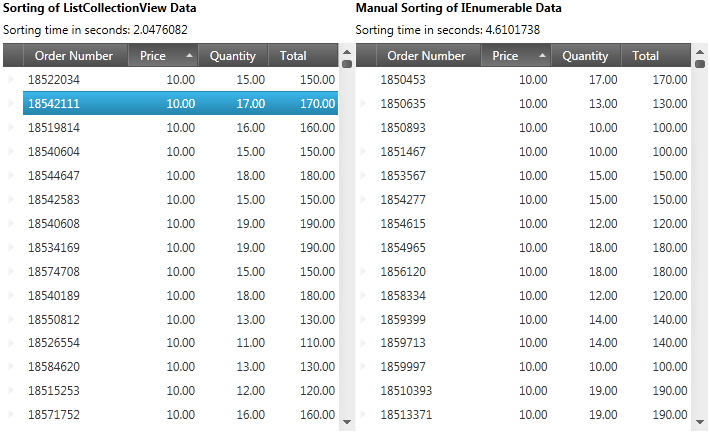 Sorting of ListCollectionView Data
Sorting time in seconds: 2.0476082
Order Number Price Quantity Total
18522034 10.00 15.00 150.00
18542111 10.00 17.00 170.00
18519814 10.00 16.00 160.00
18540604 10.00 15.00 150.00
18544647 10.00 18.00 180.00
18542583 10.00 15.00 150.00
18540608 10.00 19.00 190.00
18534169 10.00 19.00 190.00
18574708 10.00 15.00 150.00
18540189 10.00 18.00 180.00
18550812 10.00 13.00 130.00
18526554 10.00 11.00 110.00
18584620 10.00 13.00 130.00
18515253 10.00 12.00 120.00
18571752 10.00 16.00 160.00
Manual Sorting of IEnumerable Data
Sorting time in seconds: 4.6101738
Order Number Price Quantity Total
1850453 10.00 17.00 170.00
1850635 10.00 13.00 130.00
1850893 10.00 10.00 100.00
1851467 10.00 10.00 100.00
1853567 10.00 15.00 150.00
1854277 10.00 15.00 150.00
1854615 10.00 12.00 120.00
1854965 10.00 18.00 180.00
1856120 10.00 18.00 180.00
1858334 10.00 12.00 120.00
1859399 10.00 14.00 140.00
1859713 10.00 14.00 140.00
1859997 10.00 10.00 100.00
18510393 10.00 19.00 190.00
18513371 10.00 19.00 190.00